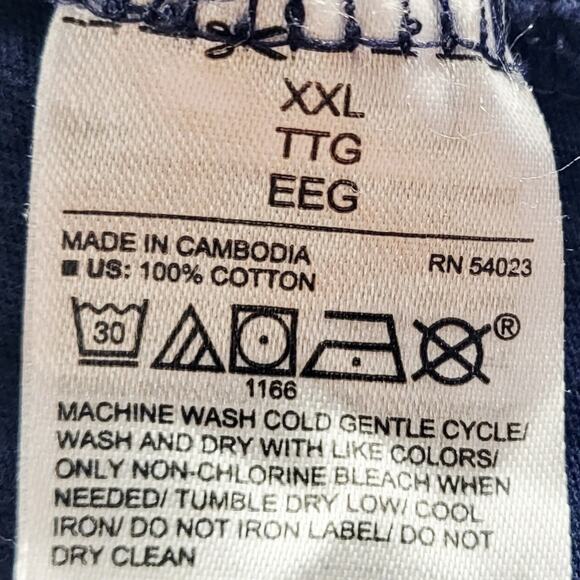 XXL
TTG
EEG
MADE IN CAMBODIA RN 54023
■ US: 100% COTTON
30 ®
1166
MACHINE WASH COLD GENTLE CYCLE/
WASH AND DRY WITH LIKE COLORS/
ONLY NON-CHLORINE BLEACH WHEN
NEEDED/ TUMBLE DRY LOW/ COOL
IRON/ DO NOT IRON LABEL/ DO NOT
DRY CLEAN